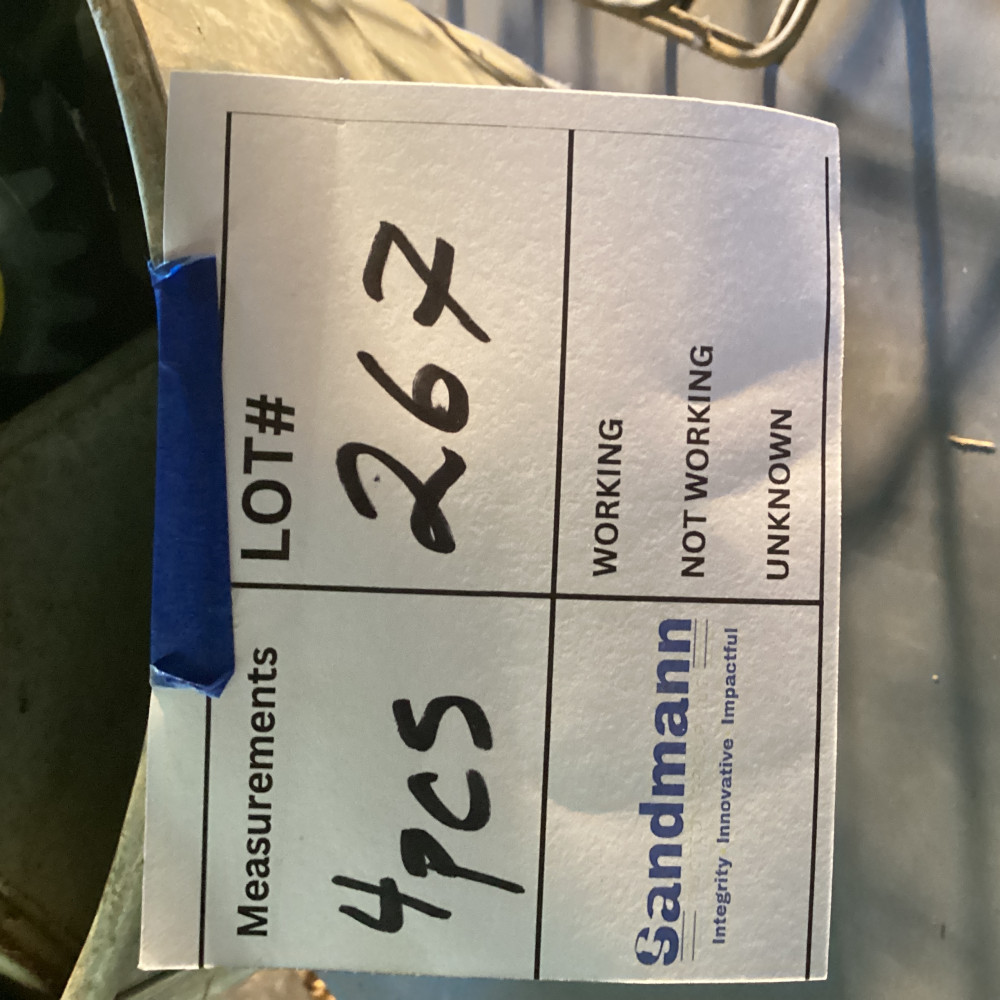 Measurements
4pcs
LOT#
267
Sandmann
Integrity Innovative Impactful
WORKING
NOT WORKING
UNKNOWN